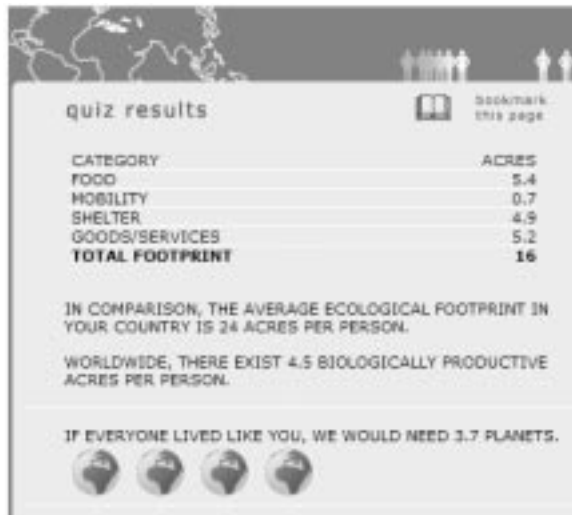 quiz results
bookmark
this page
CATEGORY ACRES
FOOD 5.4
MOBILITY 0.7
SHELTER 4.9
GOODS/SERVICES 5.2
TOTAL FOOTPRINT 16
IN COMPARISON, THE AVERAGE ECOLOGICAL FOOTPRINT IN
YOUR COUNTRY IS 24 ACRES PER PERSON.
WORLDWIDE, THERE EXIST 4.5 BIOLOGICALLY PRODUCTIVE
ACRES PER PERSON.
IF EVERYONE LIVED LIKE YOU, WE WOULD NEED 3.7 PLANETS.